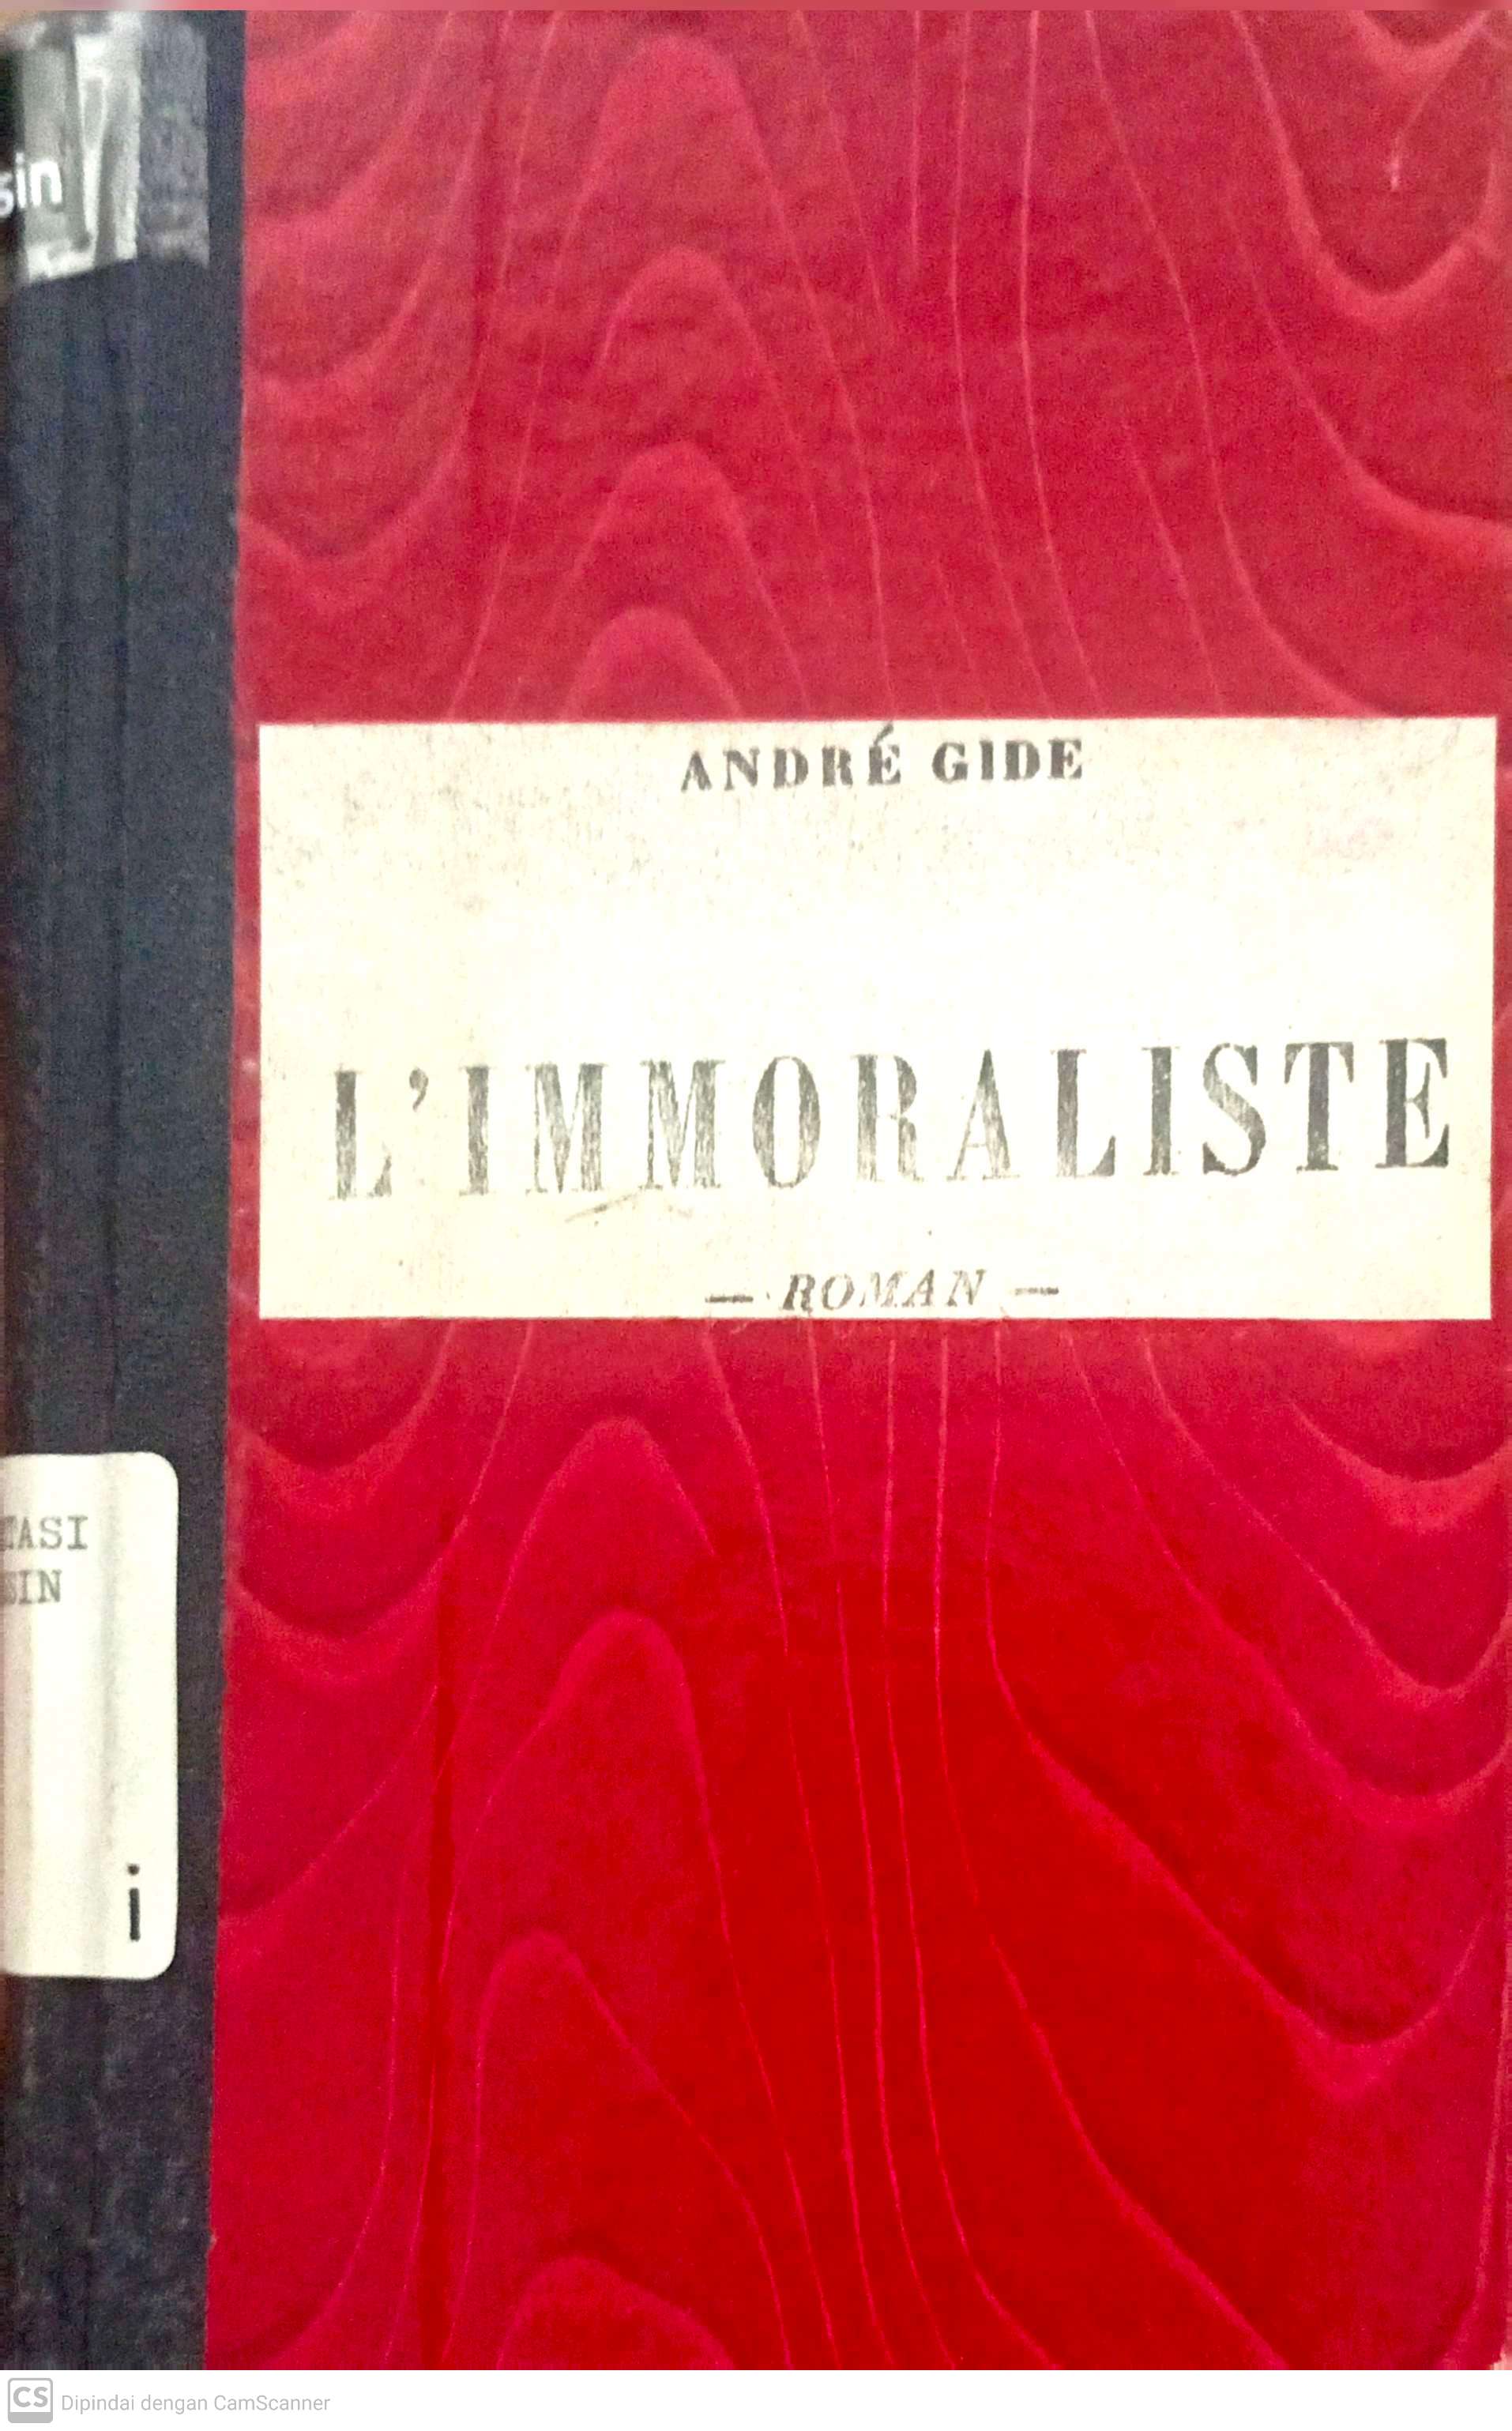 sin
ANDRÉ GIDE
L'IMMORALISTE
— ROMAN —
TASI
SIN
i
CS Dipindai dengan CamScanner